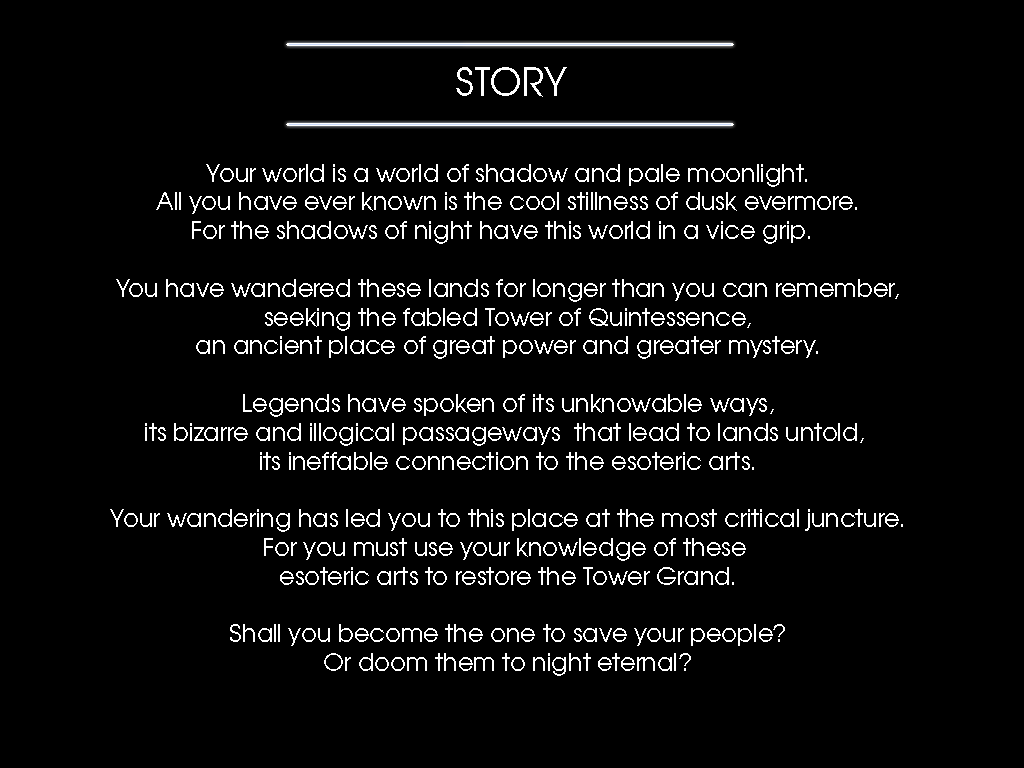 STORY
Your world is a world of shadow and pale moonlight.
All you have ever known is the cool stillness of dusk evermore.
For the shadows of night have this world in a vice grip.
You have wandered these lands for longer than you can remember,
seeking the fabled Tower of Quintessence,
an ancient place of great power and greater mystery.
Legends have spoken of its unknowable ways,
its bizarre and illogical passageways  that lead to lands untold,
its ineffable connection to the esoteric arts.
Your wandering has led you to this place at the most critical juncture.
For you must use your knowledge of these
esoteric arts to restore the Tower Grand.
Shall you become the one to save your people?
Or doom them to night eternal?